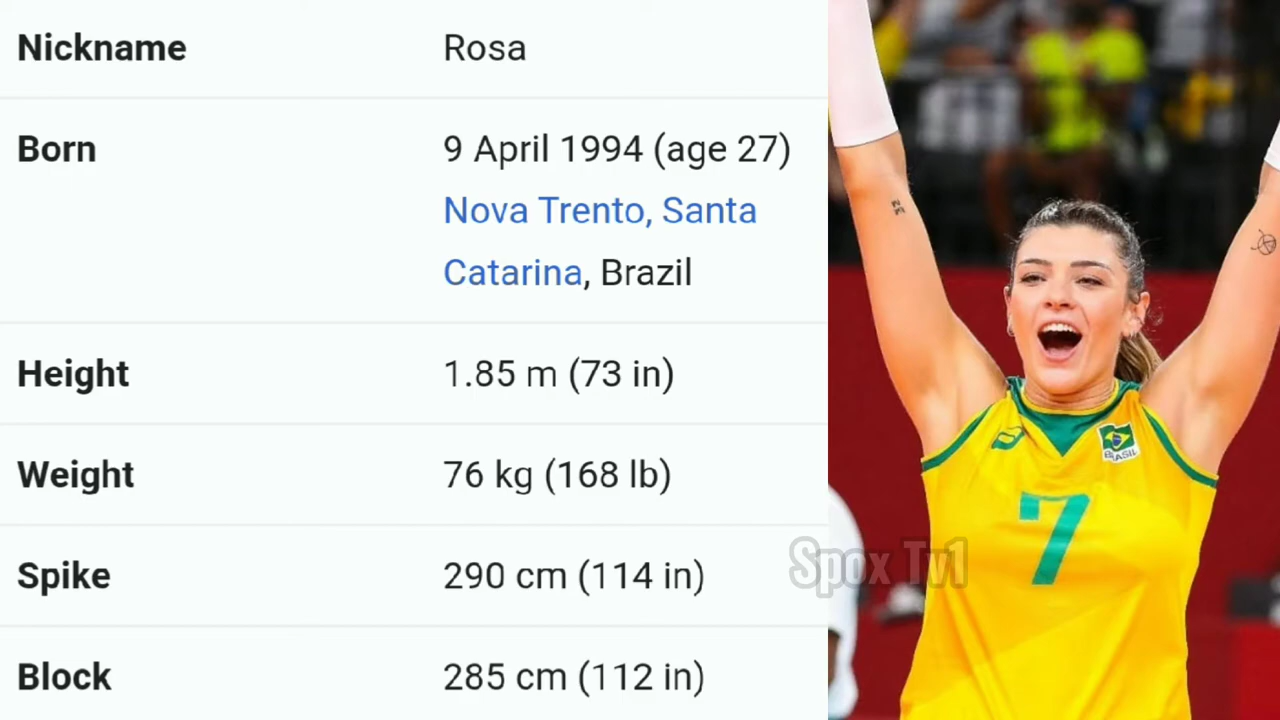 Nickname Rosa
Born 9 April 1994 (age 27)
Nova Trento, Santa
Catarina, Brazil
Height 1.85 m (73 in)
Weight 76 kg (168 lb)
Spike 290 cm (114 in)
Block 285 cm (112 in)
BRASIL
7
Spox Tv1